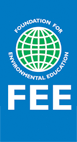 FOUNDATION FOR
ENVIRONMENTAL EDUCATION
FEE